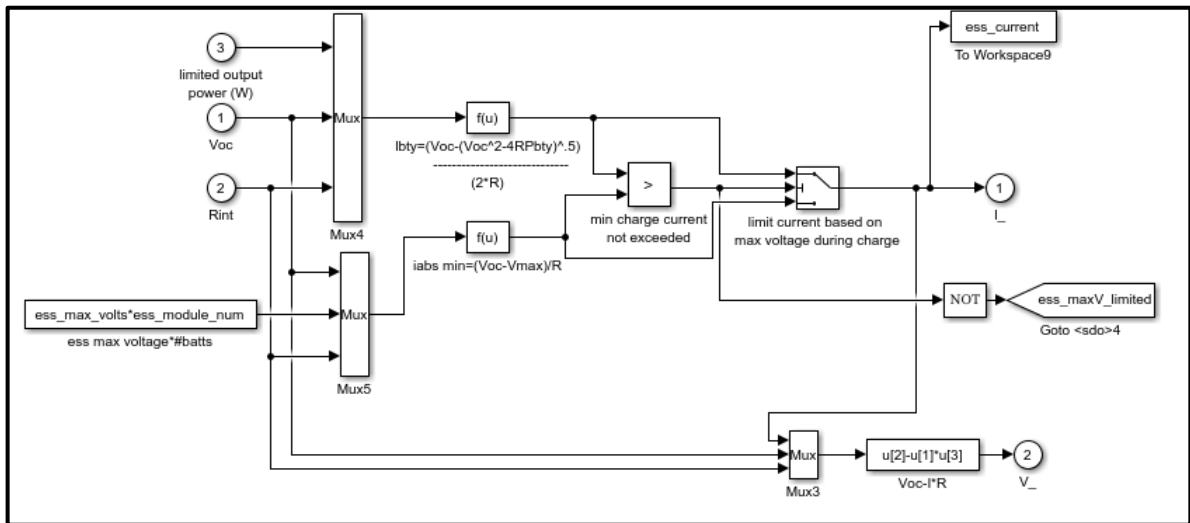 3
limited output
power (W)
1
Voc
2
Rint
Mux
Mux4
ess_max_volts*ess_module_num
ess max voltage*#batts
Mux
Mux5
f(u)
Ibty=(Voc-(Voc^2-4RPbty)^.5)
-----------------------------
(2*R)
f(u)
iabs min=(Voc-Vmax)/R
>
min charge current
not exceeded
limit current based on
max voltage during charge
ess_current
To Workspace9
1
I_
NOT
ess_maxV_limited
Goto <sdo>4
Mux
Mux3
u[2]-u[1]*u[3]
Voc-I*R
2
V_